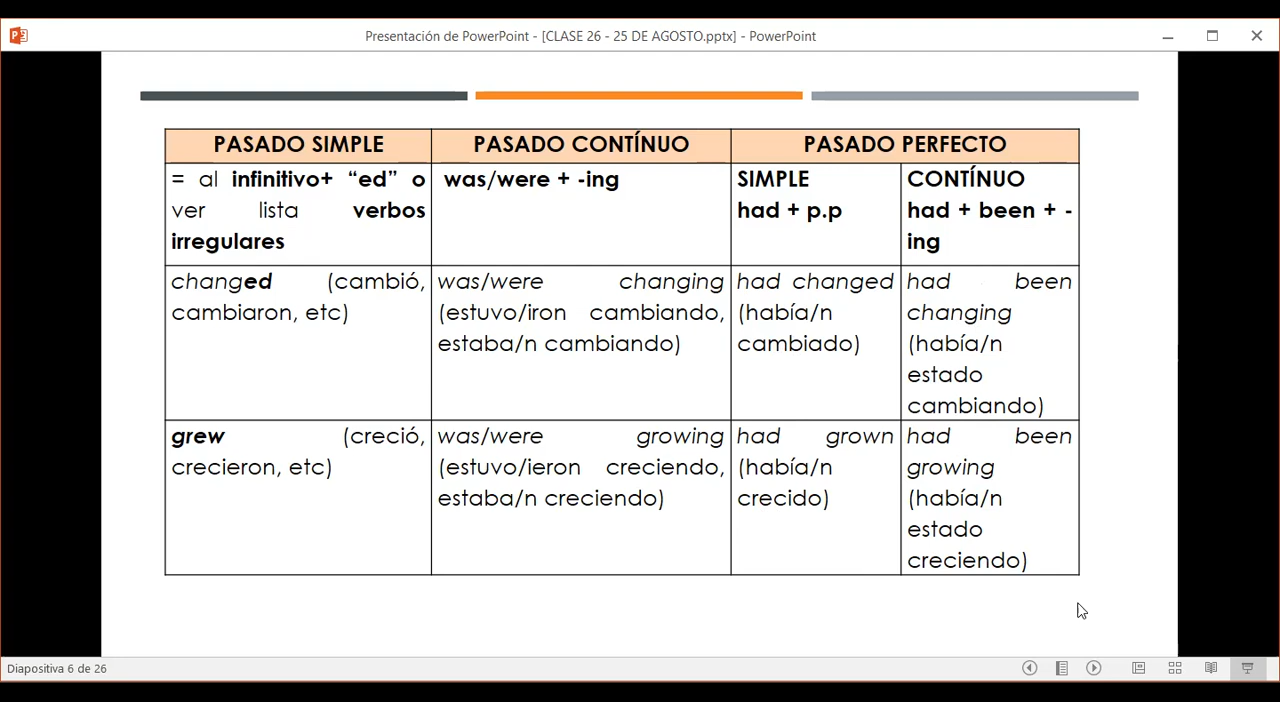 Presentación de PowerPoint - [CLASE 26 - 25 DE AGOSTO.pptx] - PowerPoint
PASADO SIMPLE
PASADO CONTÍNUO
PASADO PERFECTO
= al infinitivo+ “ed” o
ver lista verbos
irregulares
was/were + -ing
SIMPLE
had + p.p
CONTÍNUO
had + been + -
ing
changed (cambió,
cambiaron, etc)
was/were changing
(estuvo/iron cambiando,
estaba/n cambiando)
had changed
(había/n
cambiado)
had been
changing
(había/n
estado
cambiando)
grew (creció,
crecieron, etc)
was/were growing
(estuvo/ieron creciendo,
estaba/n creciendo)
had grown
(había/n
crecido)
had been
growing
(había/n
estado
creciendo)
Diapositiva 6 de 26